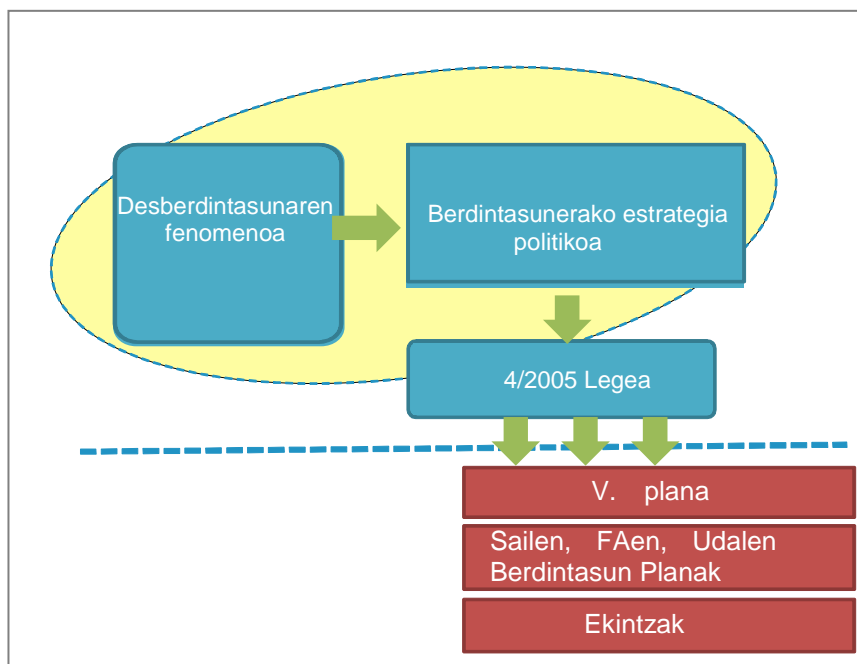 Desberdintasunaren
fenomenoa
Berdintasunerako estrategia
politikoa
4/2005 Legea
V. plana
Sailen, FAen, Udalen
Berdintasun Planak
Ekintzak